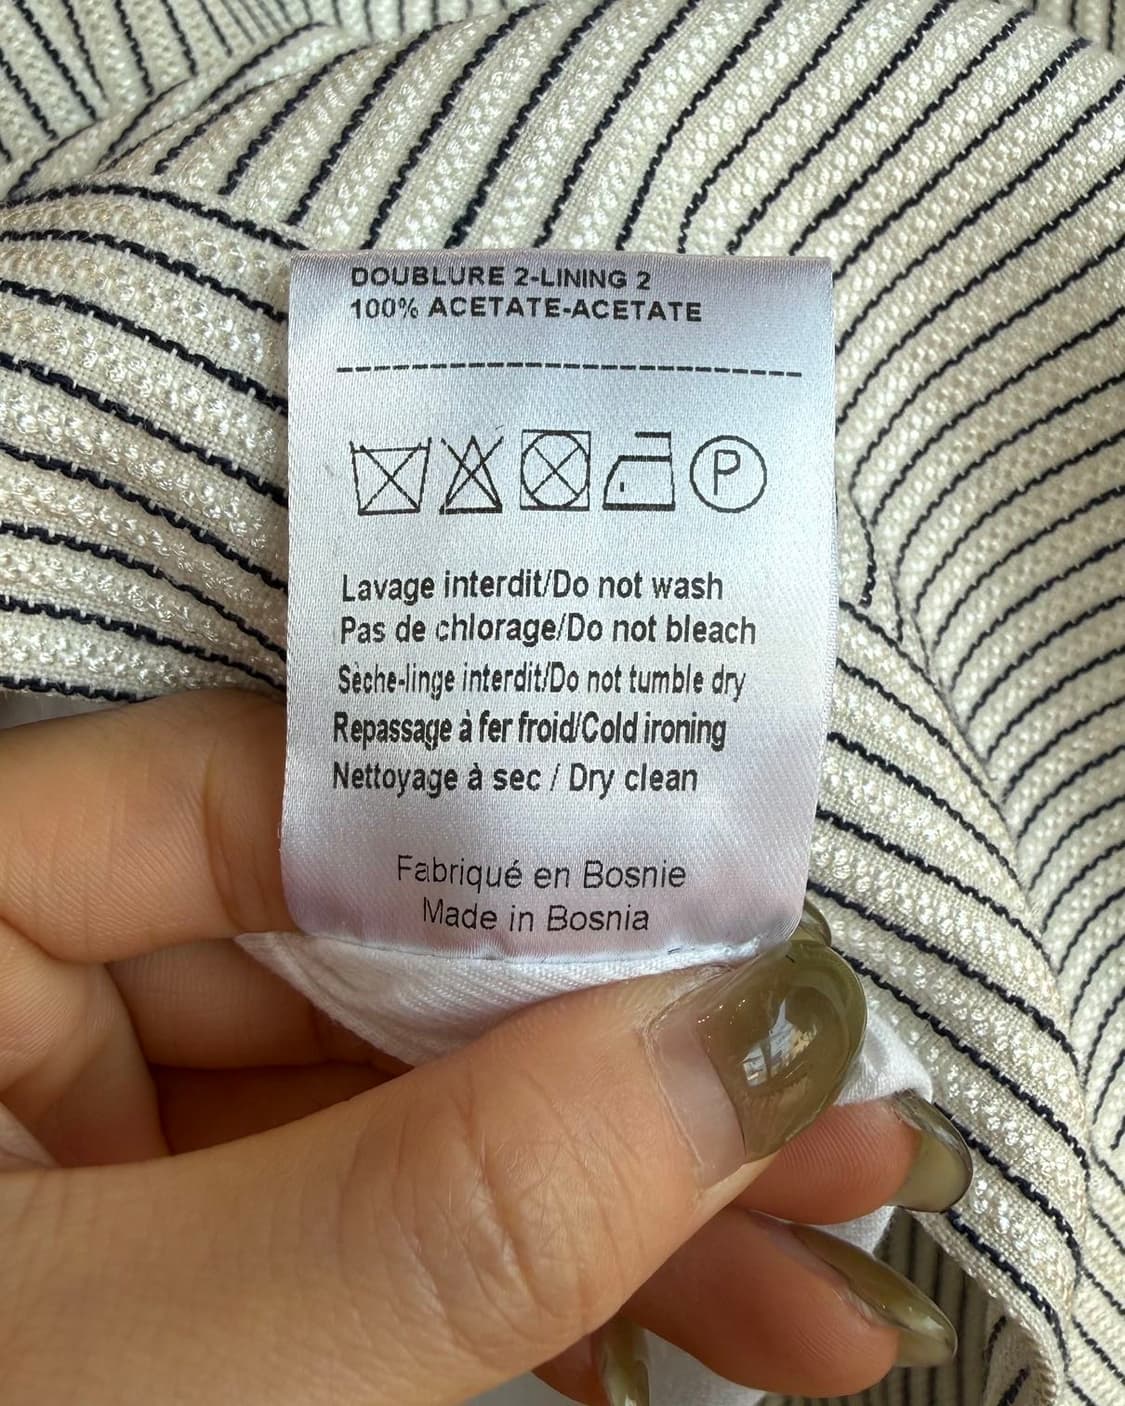 DOUBLURE 2-LINING 2
100% ACETATE-ACETATE
P
Lavage interdit/Do not wash
Pas de chlorage/Do not bleach
Sèche-linge interdit/Do not tumble dry
Repassage à fer froid/Cold ironing
Nettoyage à sec / Dry clean
Fabriqué en Bosnie
Made in Bosnia